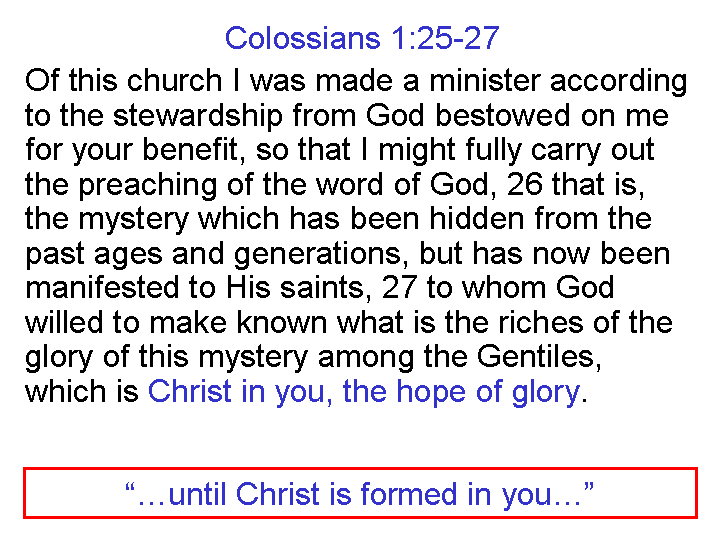 Colossians 1:25-27
Of this church I was made a minister according
to the stewardship from God bestowed on me
for your benefit, so that I might fully carry out
the preaching of the word of God, 26 that is,
the mystery which has been hidden from the
past ages and generations, but has now been
manifested to His saints, 27 to whom God
willed to make known what is the riches of the
glory of this mystery among the Gentiles,
which is Christ in you, the hope of glory.
“…until Christ is formed in you…”